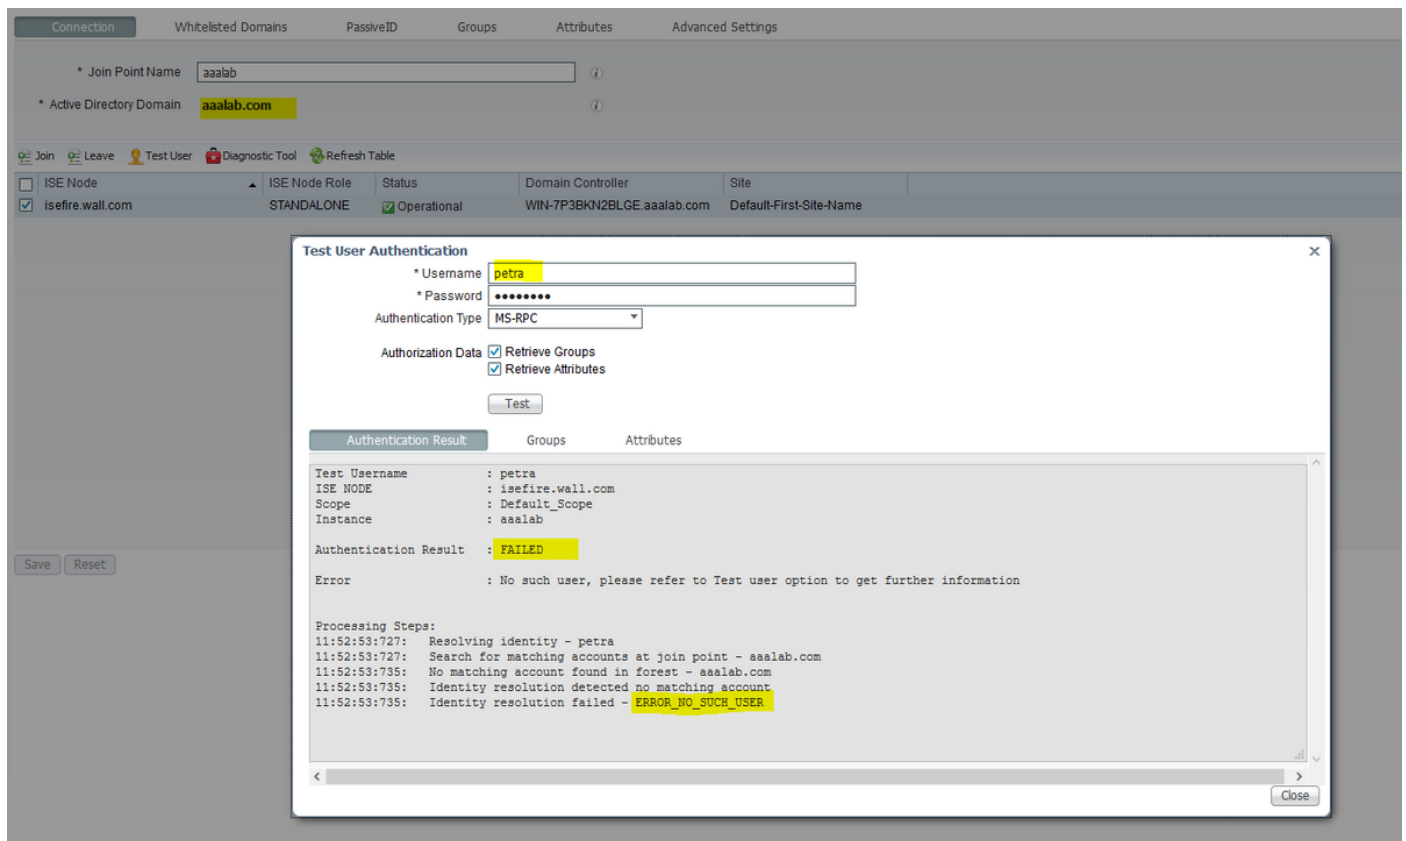 Connection Whitelisted Domains PassiveID Groups Attributes Advanced Settings
* Join Point Name aaalab
* Active Directory Domain aaalab.com
Join Leave Test User Diagnostic Tool Refresh Table
ISE Node ISE Node Role Status Domain Controller Site
isefire.wall.com STANDALONE Operational WIN-7P3BKN2BLGE.aaalab.com Default-First-Site-Name
Test User Authentication
* Username petra
* Password ••••••••
Authentication Type MS-RPC
Authorization Data Retrieve Groups
Retrieve Attributes
Test
Authentication Result Groups Attributes
Test Username : petra
ISE NODE : isefire.wall.com
Scope : Default_Scope
Instance : aaalab
Authentication Result : FAILED
Error : No such user, please refer to Test user option to get further information
Processing Steps:
11:52:53:727: Resolving identity - petra
11:52:53:727: Search for matching accounts at join point - aaalab.com
11:52:53:735: No matching account found in forest - aaalab.com
11:52:53:735: Identity resolution detected no matching account
11:52:53:735: Identity resolution failed - ERROR_NO_SUCH_USER
Close
Save Reset